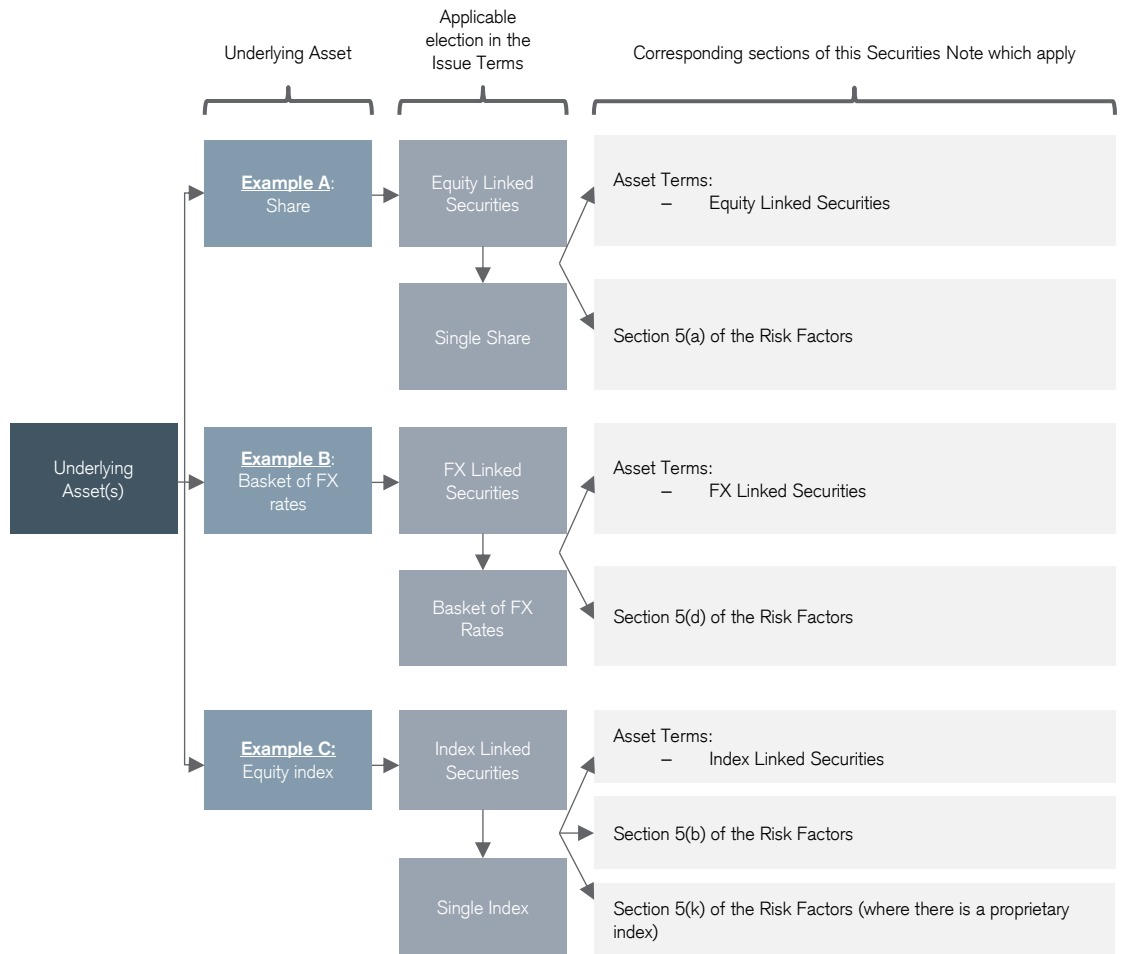 Underlying Asset
Applicable
election in the
Issue Terms
Corresponding sections of this Securities Note which apply
Underlying
Asset(s)
Example A:
Share
Equity Linked
Securities
Single Share
Asset Terms:
– Equity Linked Securities
Section 5(a) of the Risk Factors
Example B:
Basket of FX
rates
FX Linked
Securities
Basket of FX
Rates
Asset Terms:
– FX Linked Securities
Section 5(d) of the Risk Factors
Example C:
Equity index
Index Linked
Securities
Single Index
Asset Terms:
– Index Linked Securities
Section 5(b) of the Risk Factors
Section 5(k) of the Risk Factors (where there is a proprietary
index)